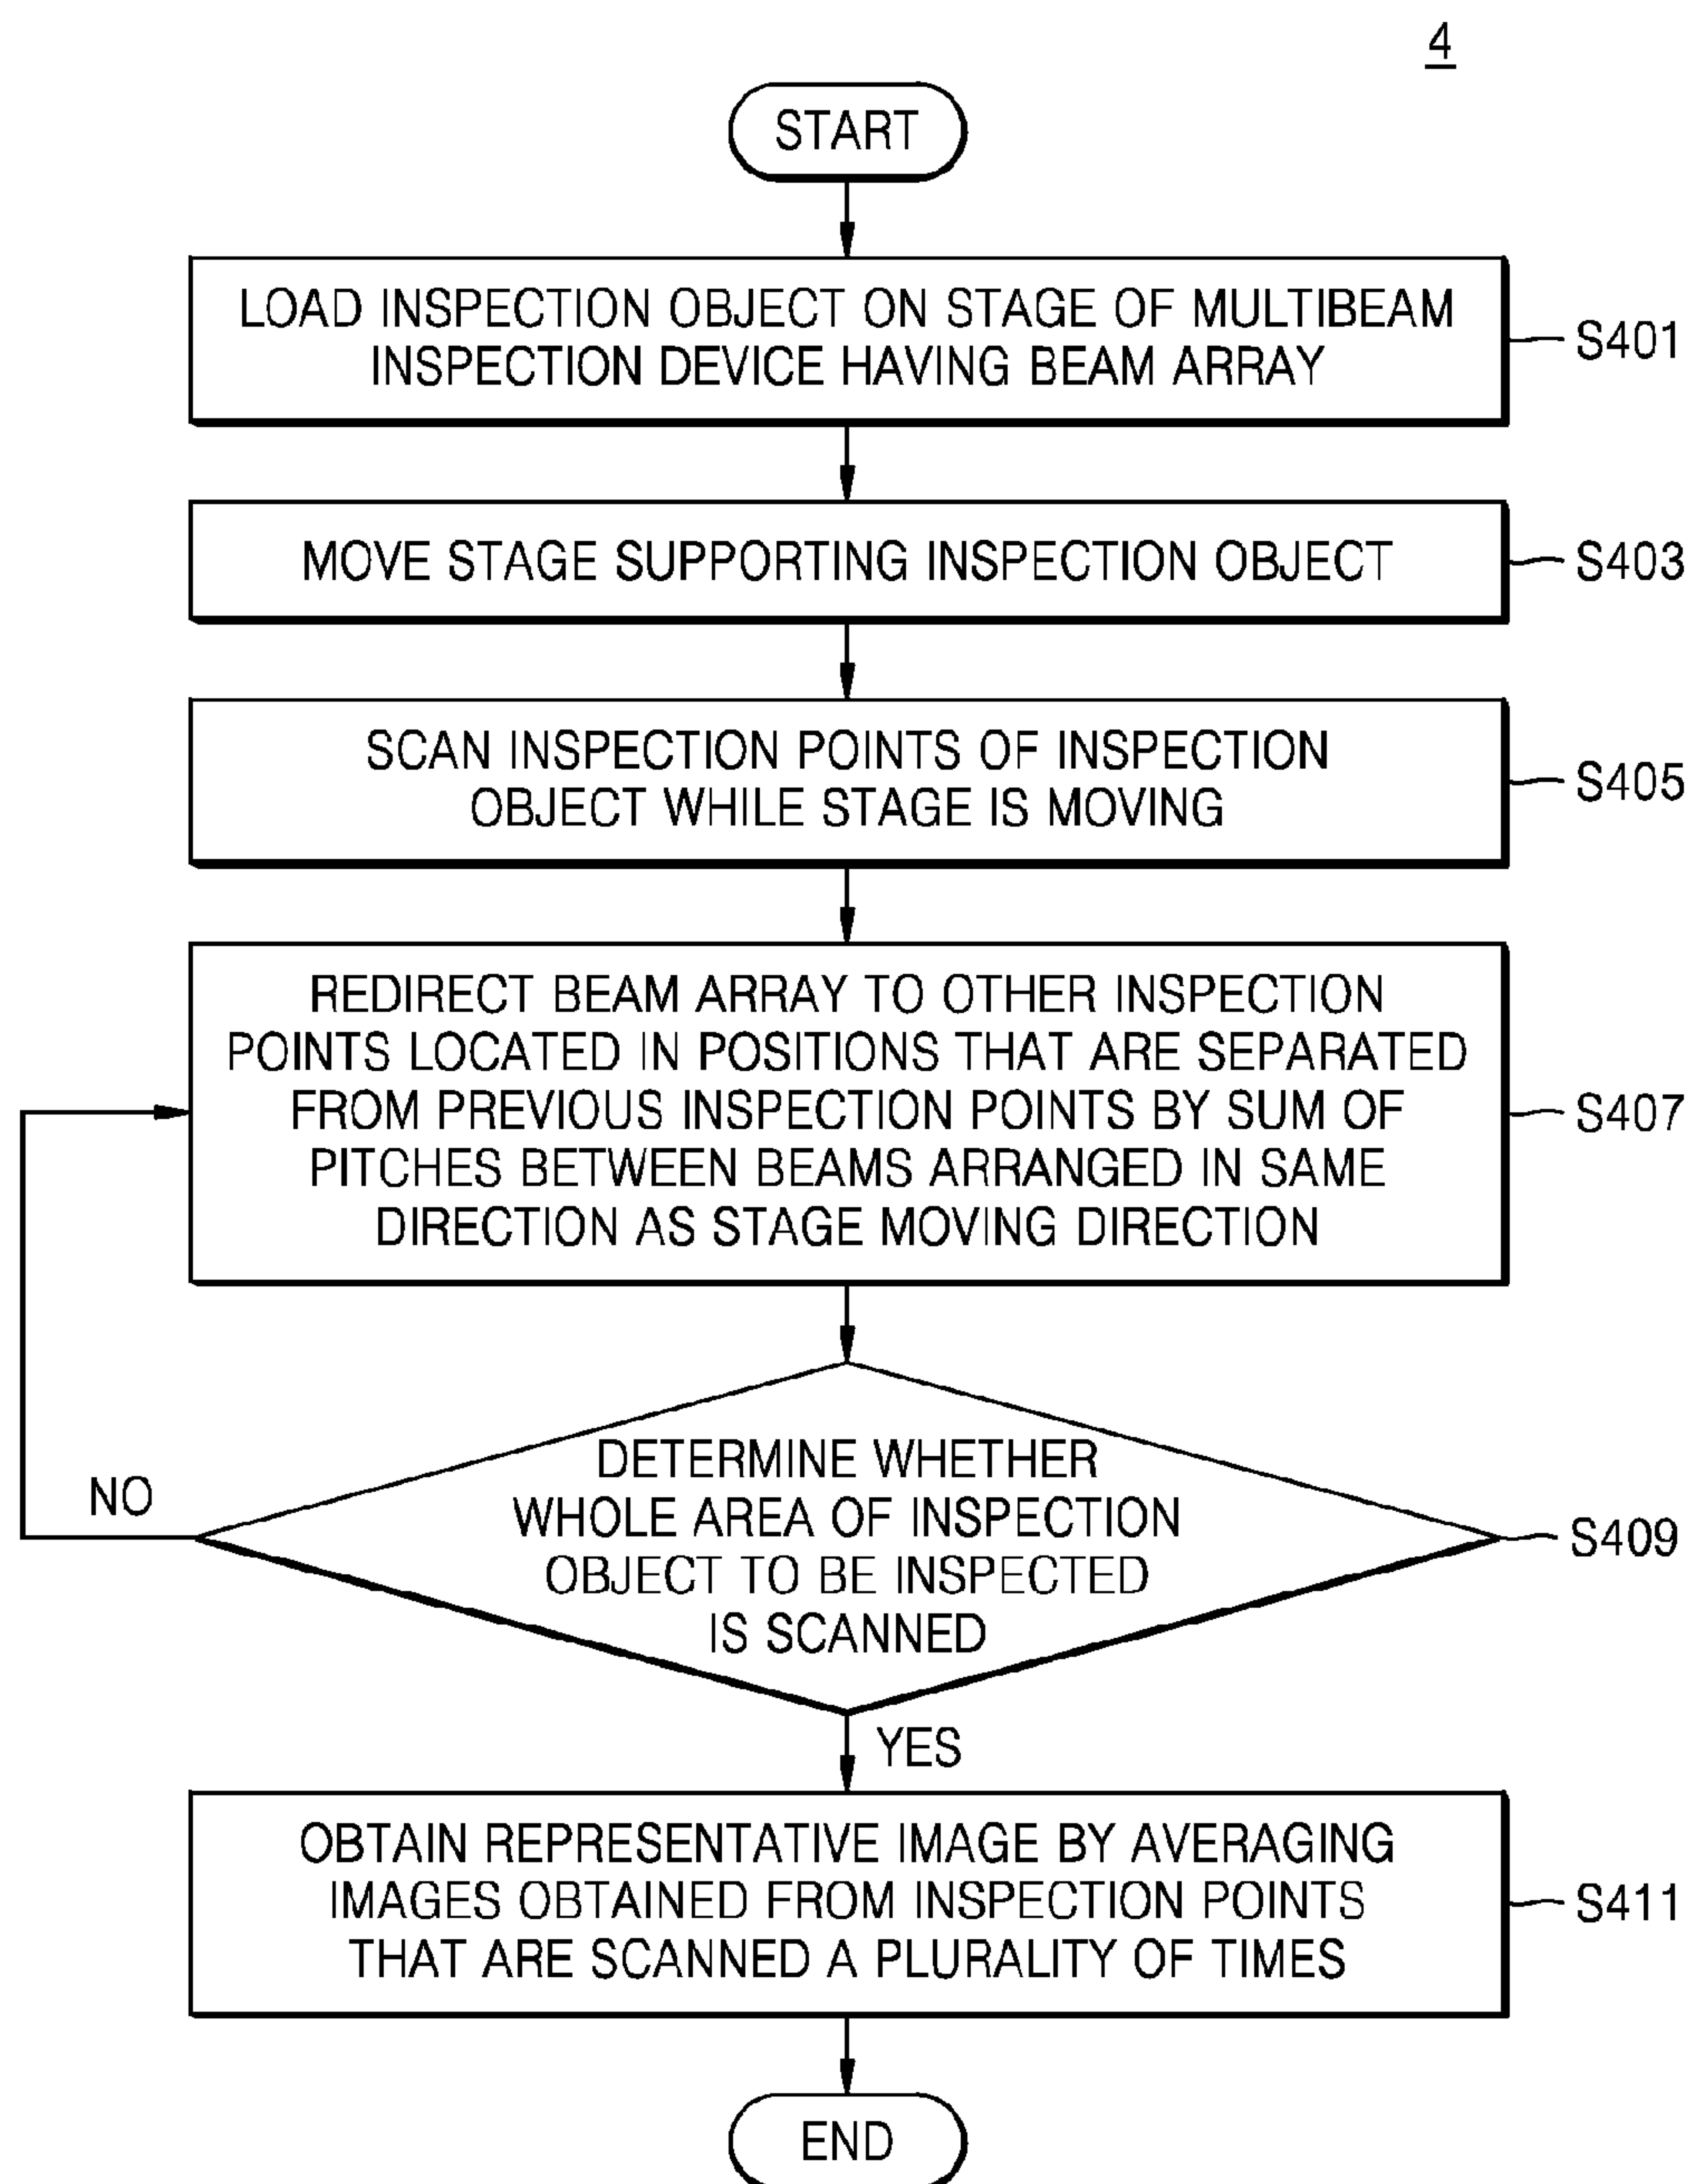 4
START
LOAD INSPECTION OBJECT ON STAGE OF MULTIBEAM
INSPECTION DEVICE HAVING BEAM ARRAY
S401
MOVE STAGE SUPPORTING INSPECTION OBJECT
S403
SCAN INSPECTION POINTS OF INSPECTION
OBJECT WHILE STAGE IS MOVING
S405
REDIRECT BEAM ARRAY TO OTHER INSPECTION
POINTS LOCATED IN POSITIONS THAT ARE SEPARATED
FROM PREVIOUS INSPECTION POINTS BY SUM OF
PITCHES BETWEEN BEAMS ARRANGED IN SAME
DIRECTION AS STAGE MOVING DIRECTION
S407
DETERMINE WHETHER
WHOLE AREA OF INSPECTION
OBJECT TO BE INSPECTED
IS SCANNED
S409
NO
YES
OBTAIN REPRESENTATIVE IMAGE BY AVERAGING
IMAGES OBTAINED FROM INSPECTION POINTS
THAT ARE SCANNED A PLURALITY OF TIMES
S411
END